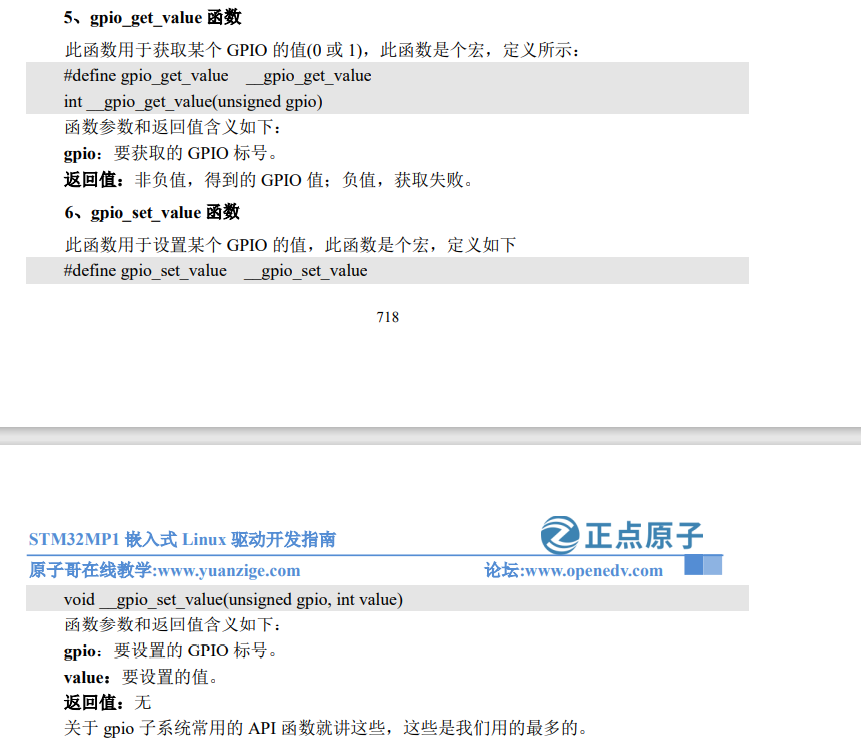 5、gpio_get_value 函数
此函数用于获取某个 GPIO 的值(0 或 1)，此函数是个宏，定义所示：
#define gpio_get_value __gpio_get_value
int __gpio_get_value(unsigned gpio)
函数参数和返回值含义如下：
gpio：要获取的 GPIO 标号。
返回值：非负值，得到的 GPIO 值；负值，获取失败。
6、gpio_set_value 函数
此函数用于设置某个 GPIO 的值，此函数是个宏，定义如下
#define gpio_set_value __gpio_set_value
718
STM32MP1 嵌入式 Linux 驱动开发指南
正点原子
原子哥在线教学:www.yuanzige.com
论坛:www.openedv.com
void __gpio_set_value(unsigned gpio, int value)
函数参数和返回值含义如下：
gpio：要设置的 GPIO 标号。
value：要设置的值。
返回值：无
关于 gpio 子系统常用的 API 函数就讲这些，这些是我们用的最多的。